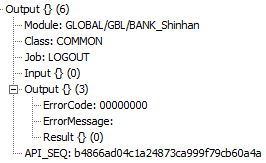 Output {} (6)
Module: GLOBAL/GBL/BANK_Shinhan
Class: COMMON
Job: LOGOUT
Input {} (0)
Output {} (3)
ErrorCode: 00000000
ErrorMessage:
Result {} (0)
API_SEQ: b4866ad04c1a24873ca999f79cb60a4a